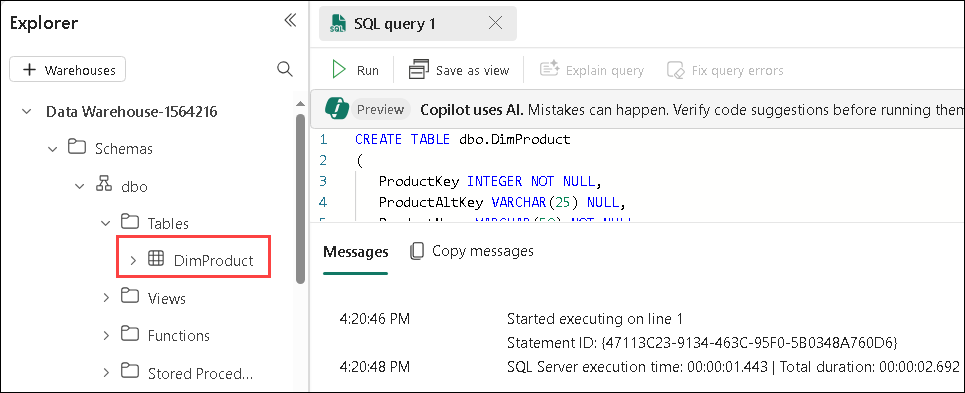 Explorer
+ Warehouses
Data Warehouse-1564216
Schemas
dbo
Tables
DimProduct
Views
Functions
Stored Proced...
SQL query 1
Run
Save as view
Explain query
Fix query errors
Preview
Copilot uses AI. Mistakes can happen. Verify code suggestions before running them
1 CREATE TABLE dbo.DimProduct
2 (
3 ProductKey INTEGER NOT NULL,
4 ProductAltKey VARCHAR(25) NULL,
Messages
Copy messages
4:20:46 PM Started executing on line 1
Statement ID: {47113C23-9134-463C-95F0-5B0348A760D6}
4:20:48 PM SQL Server execution time: 00:00:01.443 | Total duration: 00:00:02.692